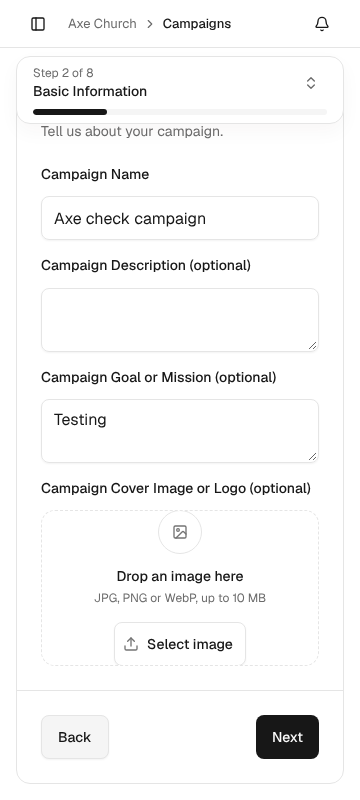 Axe Church > Campaigns
Step 2 of 8
Basic Information
Tell us about your campaign.
Campaign Name
Axe check campaign
Campaign Description (optional)
Campaign Goal or Mission (optional)
Testing
Campaign Cover Image or Logo (optional)
Drop an image here
JPG, PNG or WebP, up to 10 MB
Select image
Back
Next